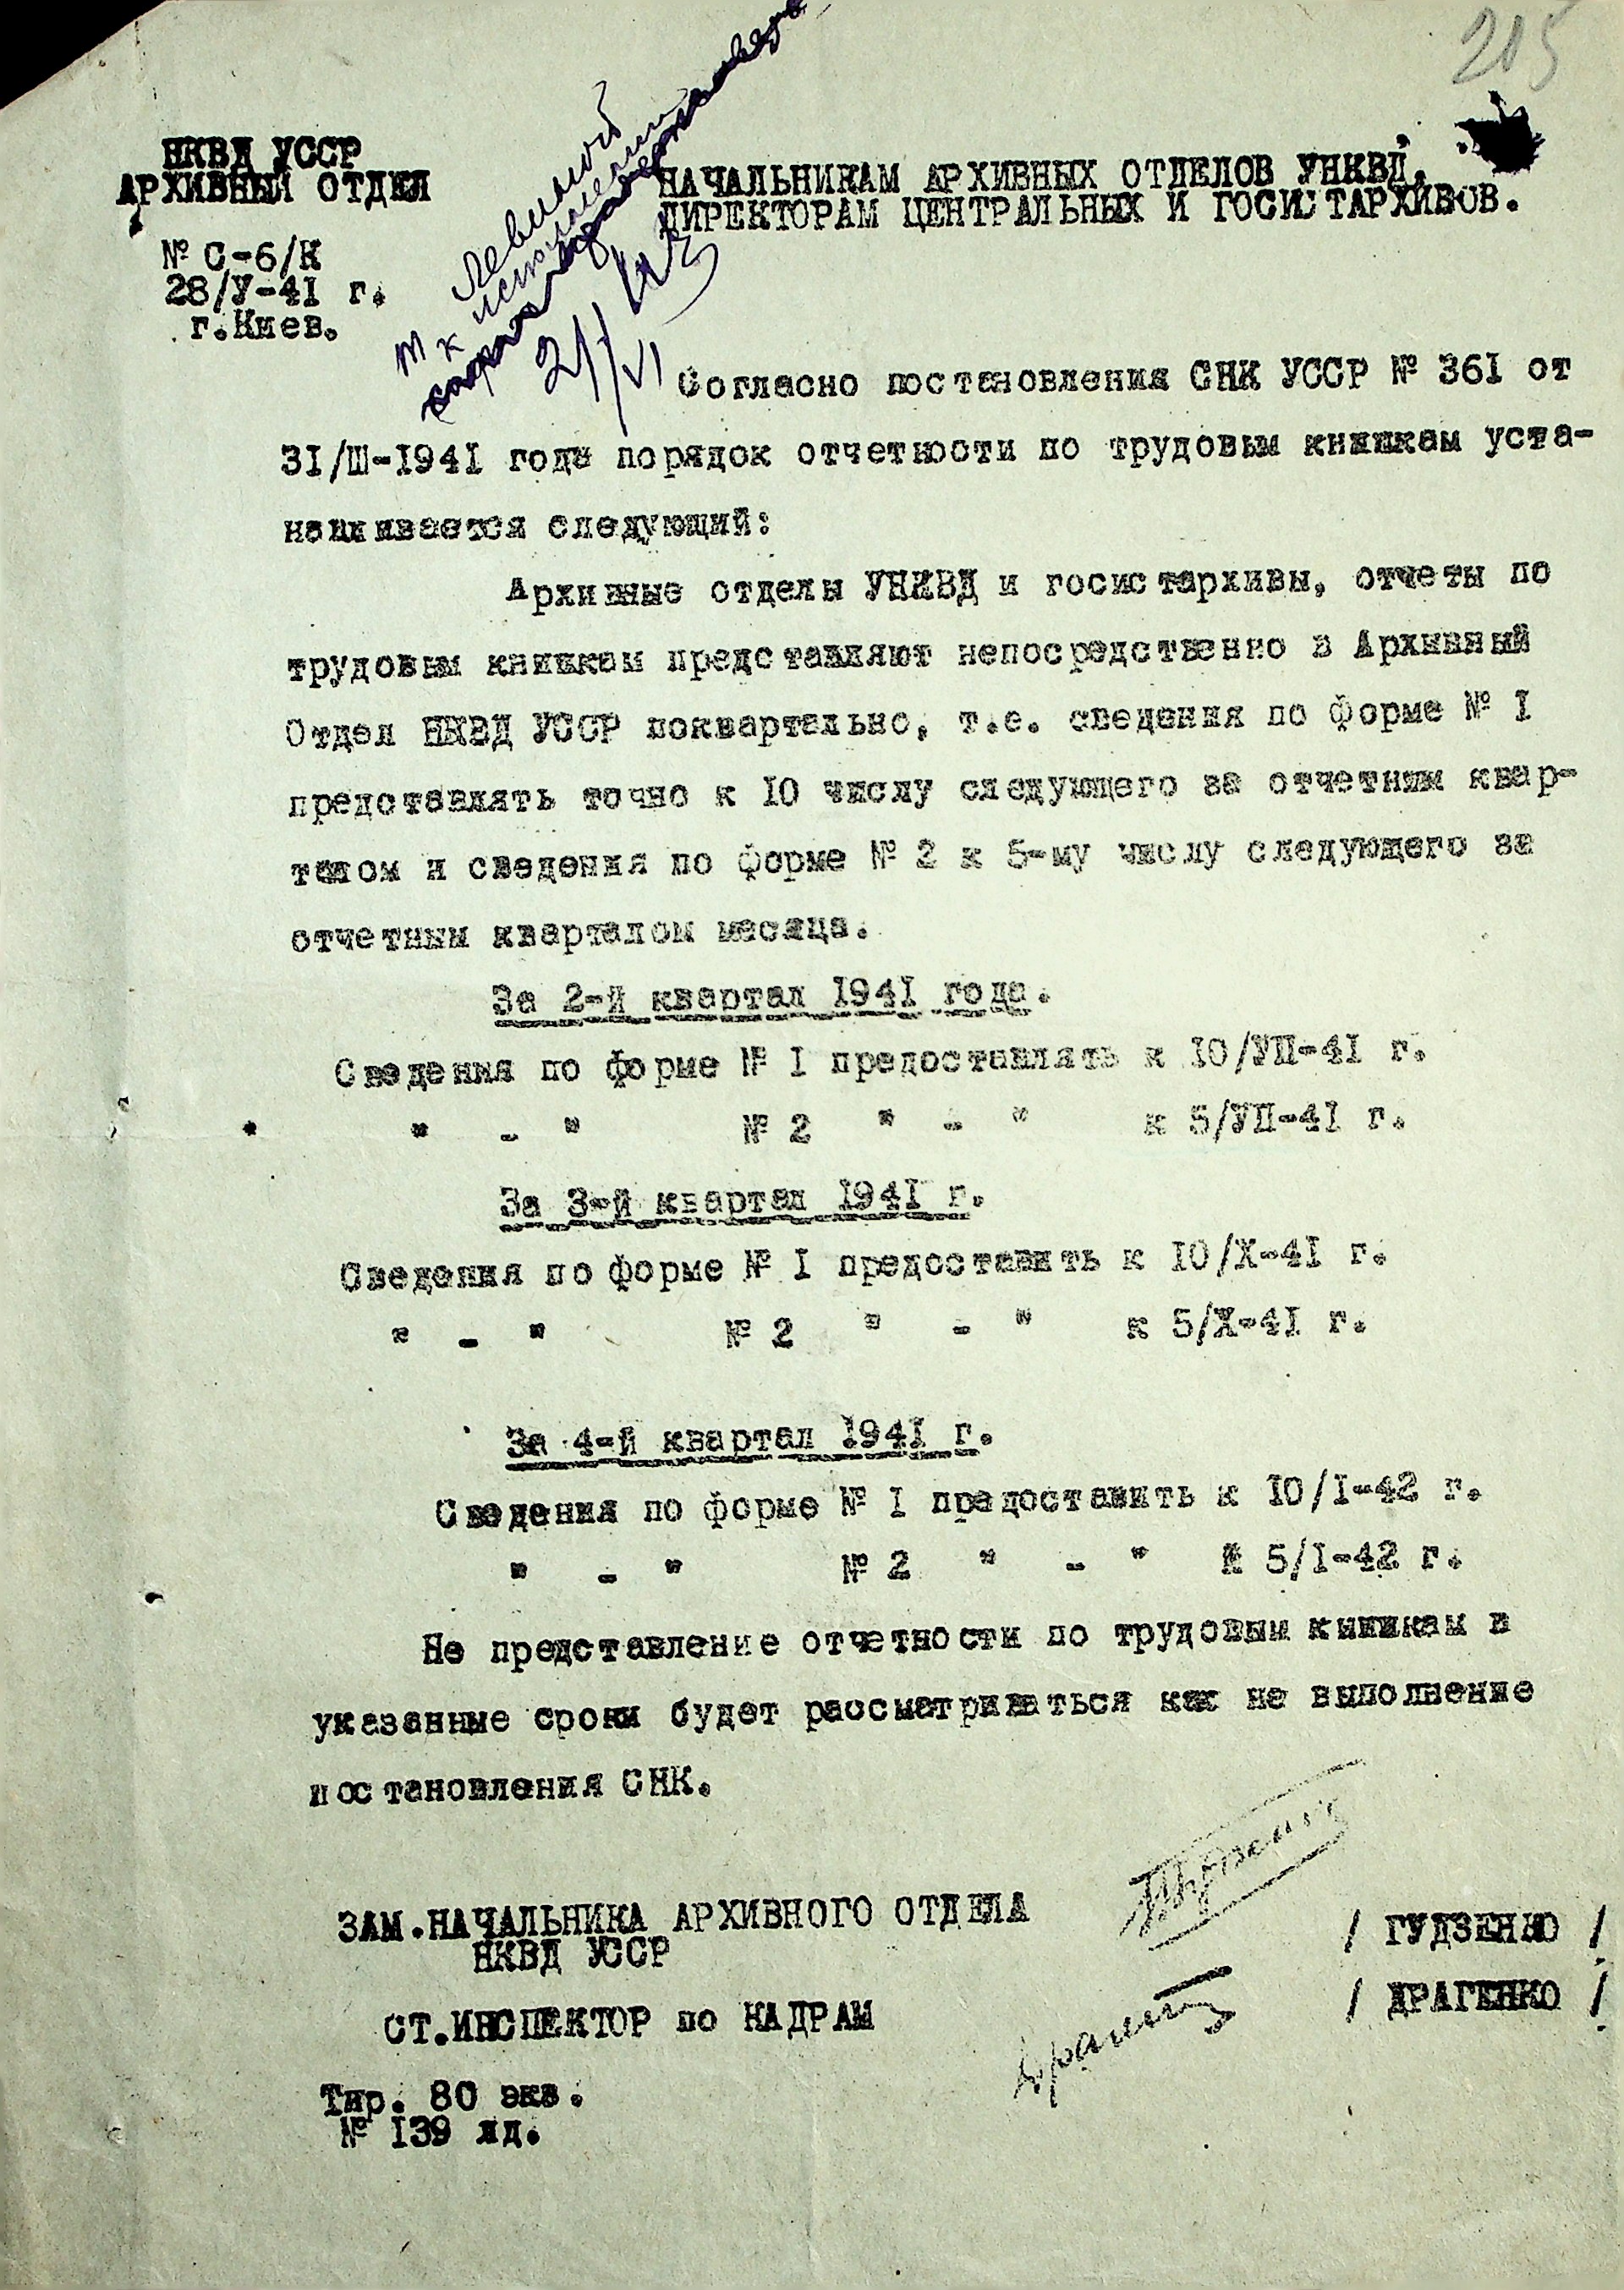 215
НКВД УССР
АРХИВНЫЙ ОТДЕЛ
№ С-6/К
28/У-41 г.
г.Киев.
Левиной
т к исполнению
21/VI
НАЧАЛЬНИКАМ АРХИВНЫХ ОТДЕЛОВ УНКВД,
ДИРЕКТОРАМ ЦЕНТРАЛЬНЫХ И ГОСИСТАРХИВОВ.
Согласно постановления СНК УССР № 361 от
31/Ш-1941 года порядок отчетности по трудовым книжкам уста-
навливается следующий:
Архивные отделы УНКВД и госистархивы, отчеты по
трудовым книжкам представляют непосредственно в Архивный
Отдел НКВД УССР поквартально, т.е. сведения по форме № I
представлять точно к 10 числу следующего за отчетным квар-
талом и сведения по форме № 2 к 5-му числу следующего за
отчетным кварталом месяца.
За 2-й квартал 1941 года.
Сведения по форме № I предоставлять к 10/УП-41 г.
" - " № 2 " - " к 5/УП-41 г.
За 3-й квартал 1941 г.
Сведения по форме № I предоставить к 10/Х-41 г.
" - " № 2 " - " к 5/Х-41 г.
За 4-й квартал 1941 г.
Сведения по форме № I предоставить к 10/I-42 г.
" - " № 2 " - " К 5/I-42 г.
Не представление отчетности по трудовым книжкам в
указанные сроки будет рассматриваться как не выполнение
постановления СНК.
ЗАМ.НАЧАЛЬНИКА АРХИВНОГО ОТДЕЛА
НКВД УССР
/ ГУДЗЕНКО /
СТ.ИНСПЕКТОР по КАДРАМ
/ ДРАГЕНКО /
Тир. 80 экз.
№ 139 лд.